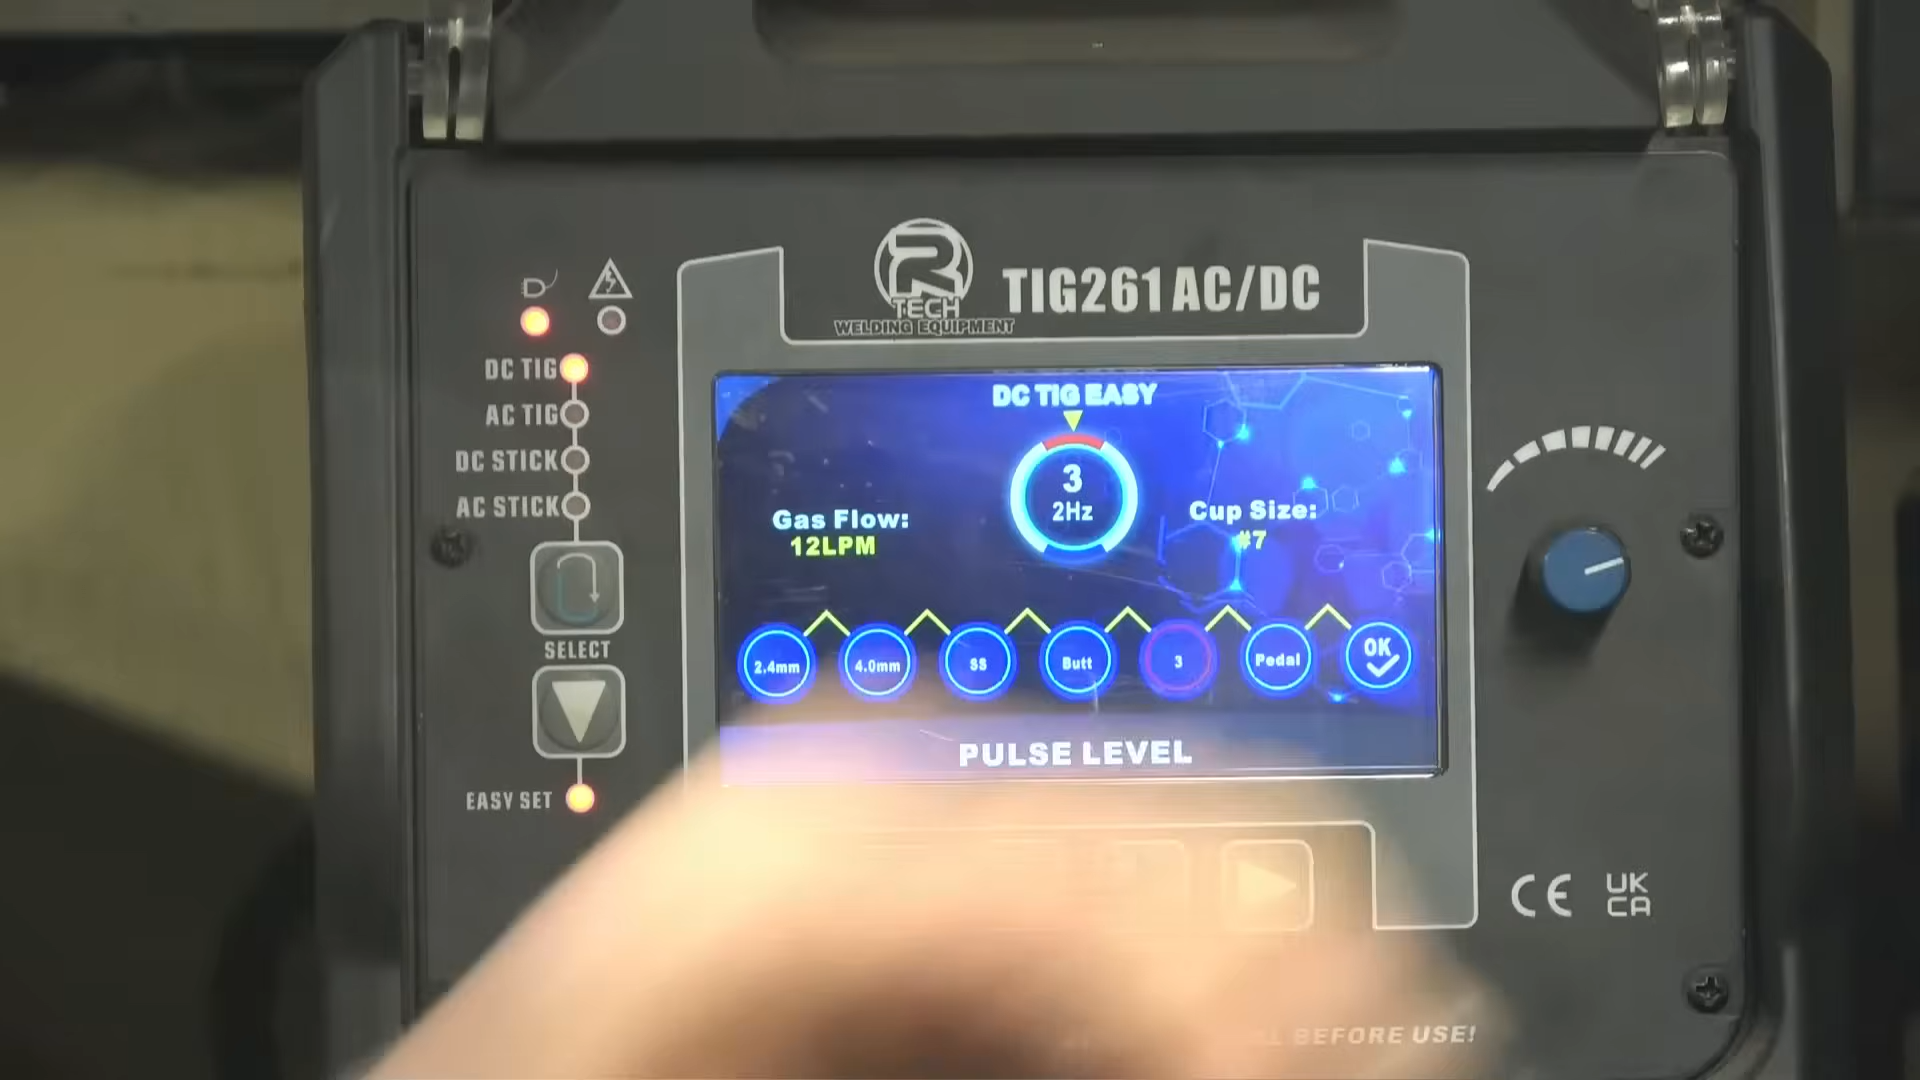 R
TECH
WELDING EQUIPMENT
TIG261 AC/DC
DC TIG
AC TIG
DC STICK
AC STICK
SELECT
EASY SET
DC TIG EASY
3
2Hz
Gas Flow:
12LPM
Cup Size:
#7
2.4mm
4.0mm
SS
Butt
3
Pedal
OK
PULSE LEVEL
CE
UK
CA
BEFORE USE!